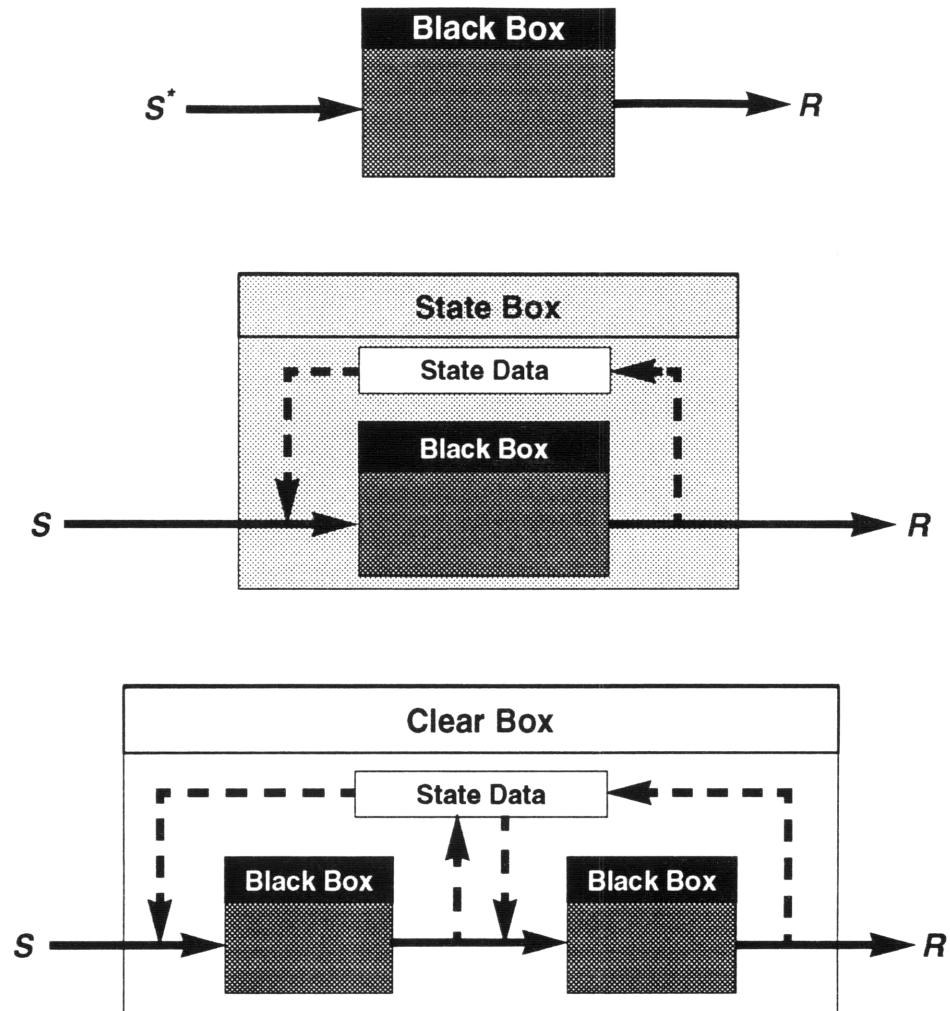 Black Box
S* R
State Box
State Data
Black Box
S R
Clear Box
State Data
Black Box Black Box
S R